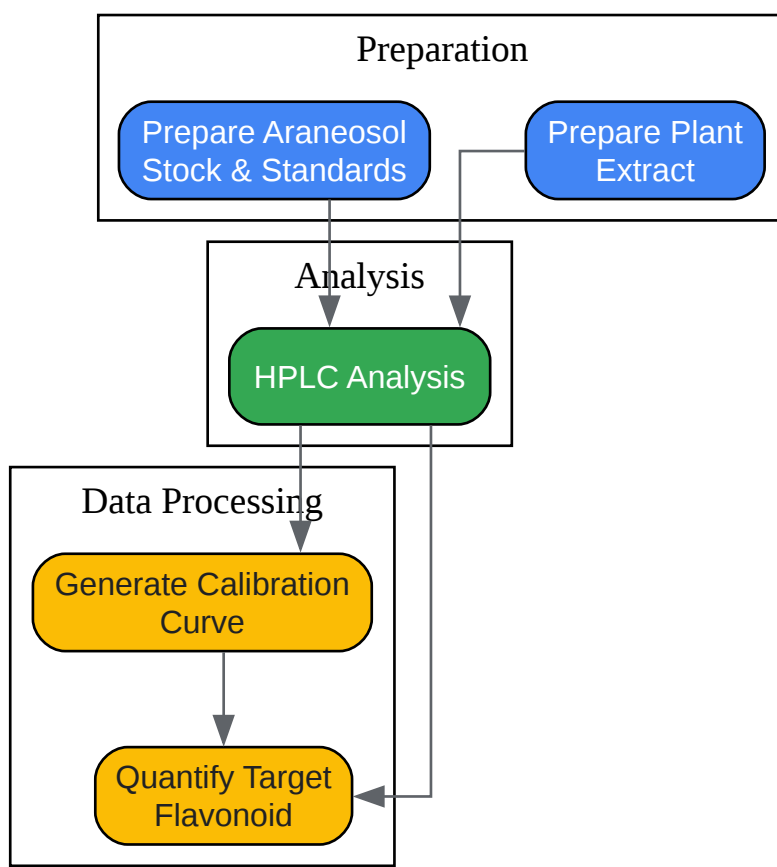 Preparation
Prepare Araneosol
Stock & Standards
Prepare Plant
Extract
Analysis
HPLC Analysis
Data Processing
Generate Calibration
Curve
Quantify Target
Flavonoid